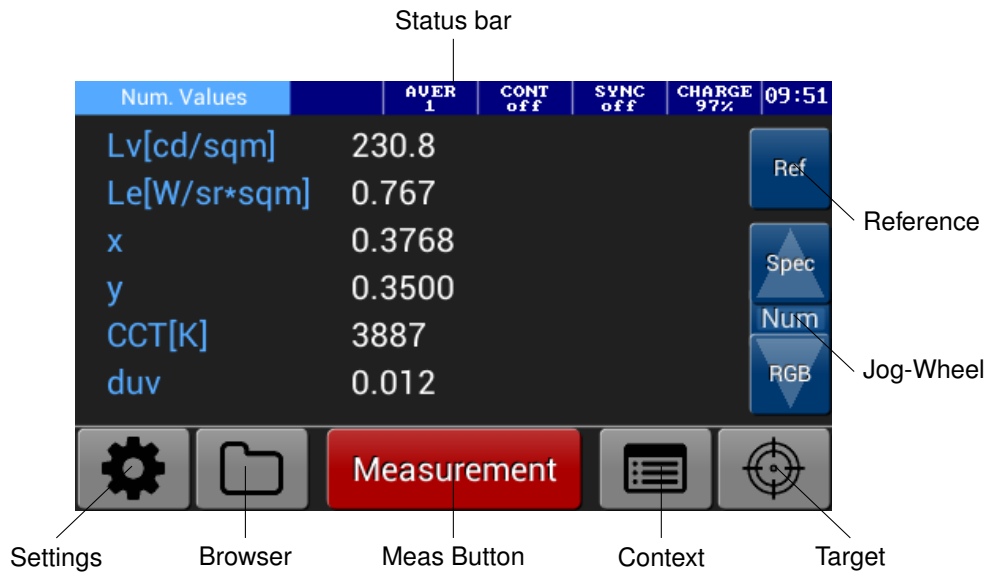 Status bar
Num. Values AVER CONT SYNC CHARGE 09:51
1 off off 97%
Lv[cd/sqm] 230.8
Le[W/sr*sqm] 0.767
x 0.3768
y 0.3500
CCT[K] 3887
duv 0.012
Ref
Reference
Spec
Num
RGB
Jog-Wheel
Measurement
Settings Browser Meas Button Context Target